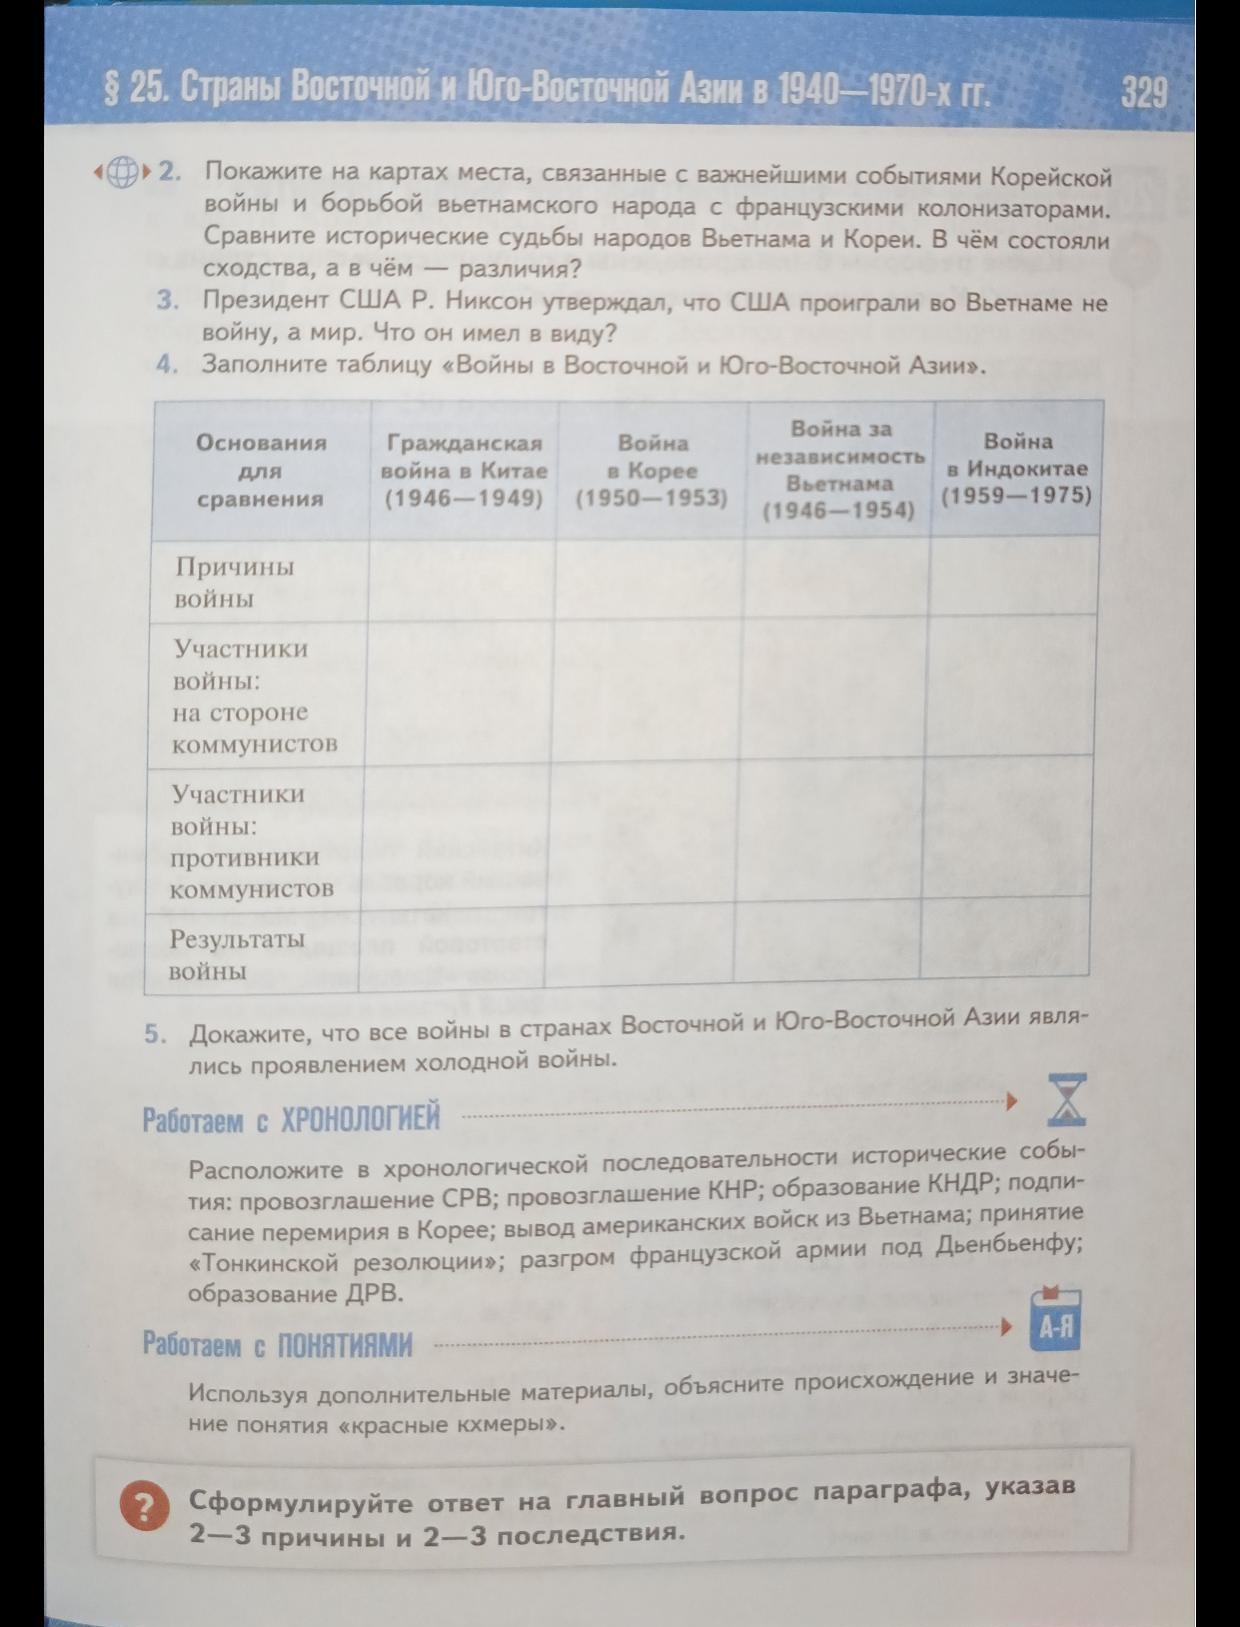 § 25. Страны Восточной и Юго-Восточной Азии в 1940—1970-х гг. 329
2. Покажите на картах места, связанные с важнейшими событиями Корейской
войны и борьбой вьетнамского народа с французскими колонизаторами.
Сравните исторические судьбы народов Вьетнама и Кореи. В чём состояли
сходства, а в чём — различия?
3. Президент США Р. Никсон утверждал, что США проиграли во Вьетнаме не
войну, а мир. Что он имел в виду?
4. Заполните таблицу «Войны в Восточной и Юго-Восточной Азии».
Основания
для
сравнения
Гражданская
война в Китае
(1946—1949)
Война
в Корее
(1950—1953)
Война за
независимость
Вьетнама
(1946—1954)
Война
в Индокитае
(1959—1975)
Причины
войны
Участники
войны:
на стороне
коммунистов
Участники
войны:
противники
коммунистов
Результаты
войны
5. Докажите, что все войны в странах Восточной и Юго-Восточной Азии явля-
лись проявлением холодной войны.
Работаем с ХРОНОЛОГИЕЙ
Расположите в хронологической последовательности исторические собы-
тия: провозглашение СРВ; провозглашение КНР; образование КНДР; подпи-
сание перемирия в Корее; вывод американских войск из Вьетнама; принятие
«Тонкинской резолюции»; разгром французской армии под Дьенбьенфу;
образование ДРВ.
Работаем с ПОНЯТИЯМИ
А-Я
Используя дополнительные материалы, объясните происхождение и значе-
ние понятия «красные кхмеры».
? Сформулируйте ответ на главный вопрос параграфа, указав
2—3 причины и 2—3 последствия.